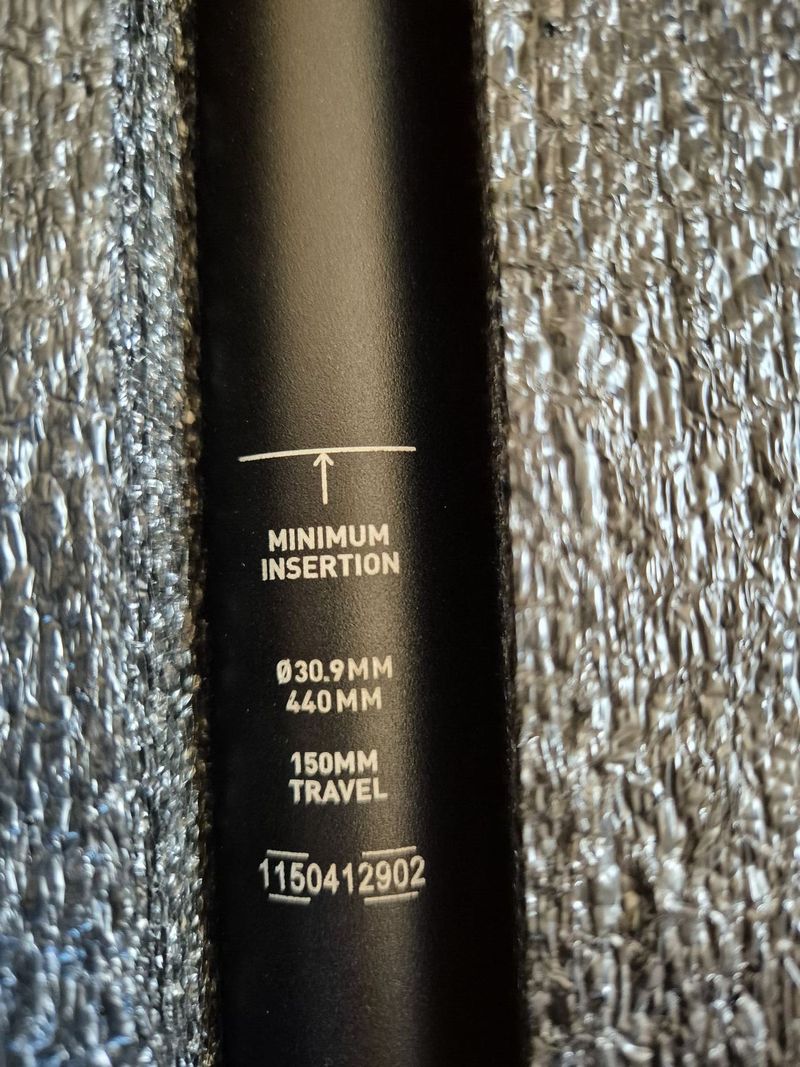 MINIMUM
INSERTION
Ø30.9MM
440MM
150MM
TRAVEL
1150412902